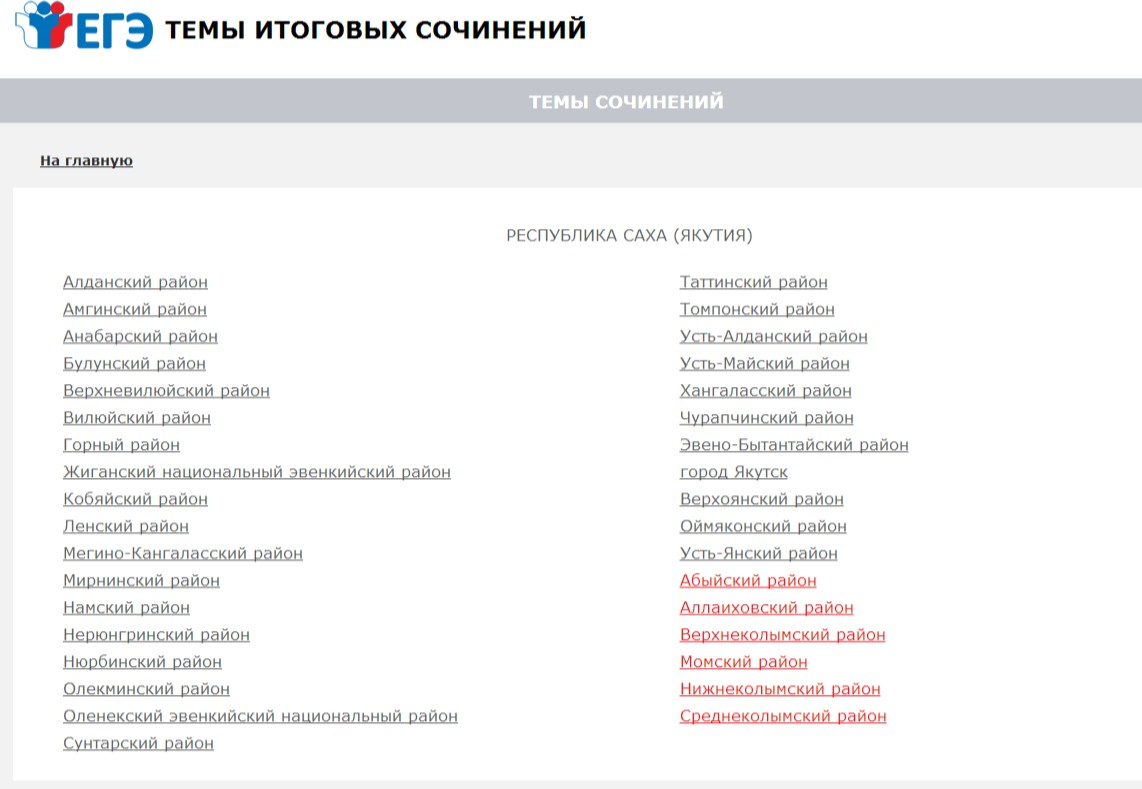 ЕГЭ ТЕМЫ ИТОГОВЫХ СОЧИНЕНИЙ
ТЕМЫ СОЧИНЕНИЙ
На главную
РЕСПУБЛИКА САХА (ЯКУТИЯ)
Алданский район
Амгинский район
Анабарский район
Булунский район
Верхневилюйский район
Вилюйский район
Горный район
Жиганский национальный эвенкийский район
Кобяйский район
Ленский район
Мегино-Кангаласский район
Мирнинский район
Намский район
Нерюнгринский район
Нюрбинский район
Олекминский район
Оленекский эвенкийский национальный район
Сунтарский район
Таттинский район
Томпонский район
Усть-Алданский район
Усть-Майский район
Хангаласский район
Чурапчинский район
Эвено-Бытантайский район
город Якутск
Верхоянский район
Оймяконский район
Усть-Янский район
Абыйский район
Аллаиховский район
Верхнеколымский район
Момский район
Нижнеколымский район
Среднеколымский район